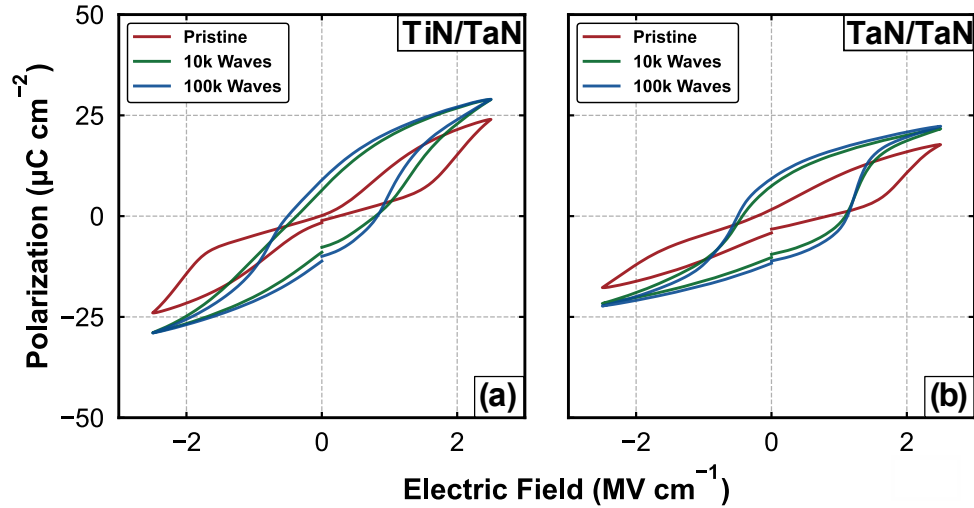 50
25
0
−25
−50
Polarization (μC cm⁻²)
Pristine
10k Waves
100k Waves
TiN/TaN
(a)
−2
0
2
Pristine
10k Waves
100k Waves
TaN/TaN
(b)
−2
0
2
Electric Field (MV cm⁻¹)